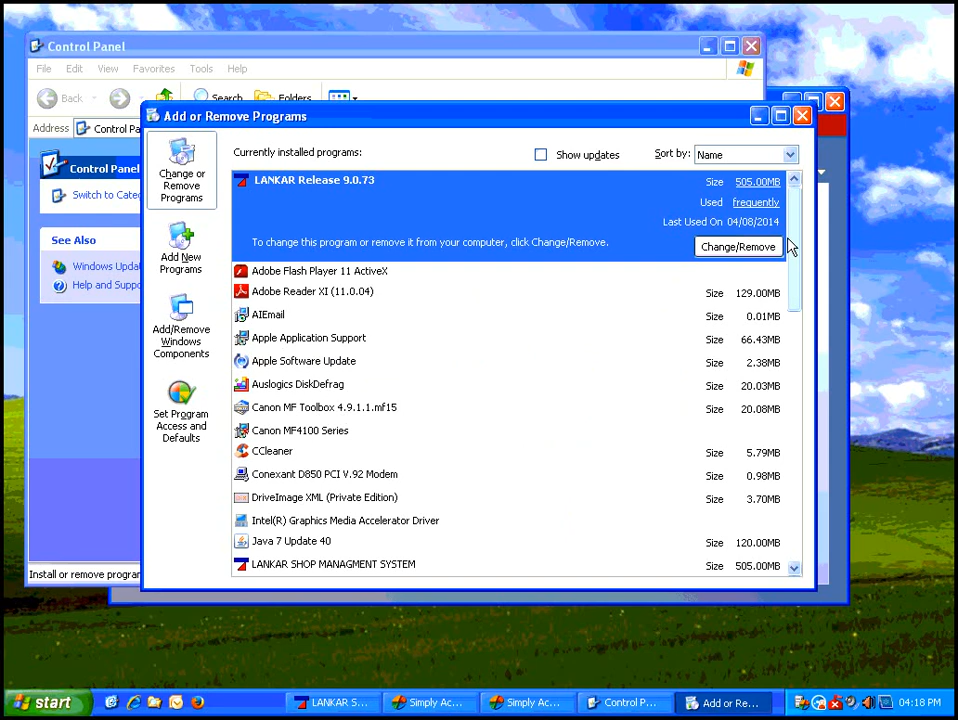 Control Panel
File Edit View Favorites Tools Help
Back Search Folders
Address Control Pa
Control Panel
Switch to Cate
See Also
Windows Upda
Help and Suppo
Install or remove program
Add or Remove Programs
Change or
Remove
Programs
Add New
Programs
Add/Remove
Windows
Components
Set Program
Access and
Defaults
Currently installed programs: Show updates Sort by: Name
LANKAR Release 9.0.73 Size 505.00MB
Used frequently
Last Used On 04/08/2014
To change this program or remove it from your computer, click Change/Remove. Change/Remove
Adobe Flash Player 11 ActiveX
Adobe Reader XI (11.0.04) Size 129.00MB
AIEmail Size 0.01MB
Apple Application Support Size 66.43MB
Apple Software Update Size 2.38MB
Auslogics DiskDefrag Size 20.03MB
Canon MF Toolbox 4.9.1.1.mf15 Size 20.08MB
Canon MF4100 Series
CCleaner Size 5.79MB
Conexant D850 PCI V.92 Modem Size 0.98MB
DriveImage XML (Private Edition) Size 3.70MB
Intel(R) Graphics Media Accelerator Driver
Java 7 Update 40 Size 120.00MB
LANKAR SHOP MANAGMENT SYSTEM Size 505.00MB
start LANKAR S... Simply Ac... Simply Ac... Control P... Add or Re... 04:18 PM